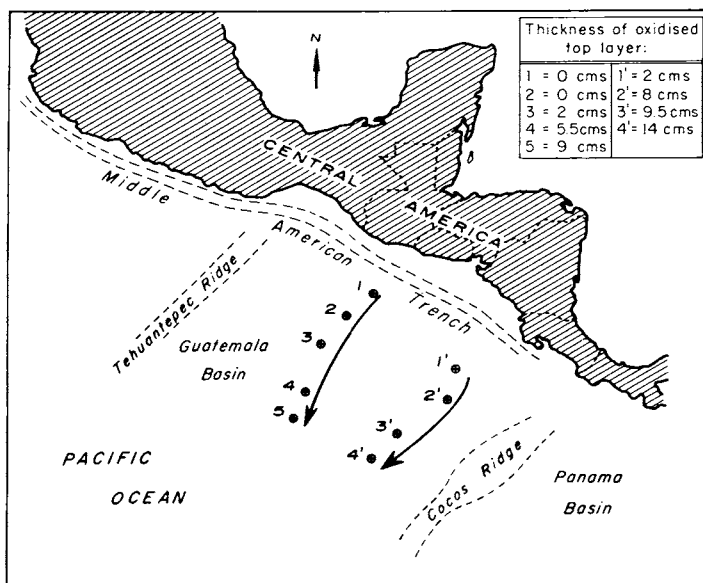 Thickness of oxidised
top layer:
1 = 0 cms 1' = 2 cms
2 = 0 cms 2' = 8 cms
3 = 2 cms 3' = 9.5 cms
4 = 5.5 cms 4' = 14 cms
5 = 9 cms
N
CENTRAL
AMERICA
Middle
American
Trench
Tehuantepec Ridge
Guatemala
Basin
1
2
3
4
5
1'
2'
3'
4'
Cocos Ridge
Panama
Basin
PACIFIC
OCEAN